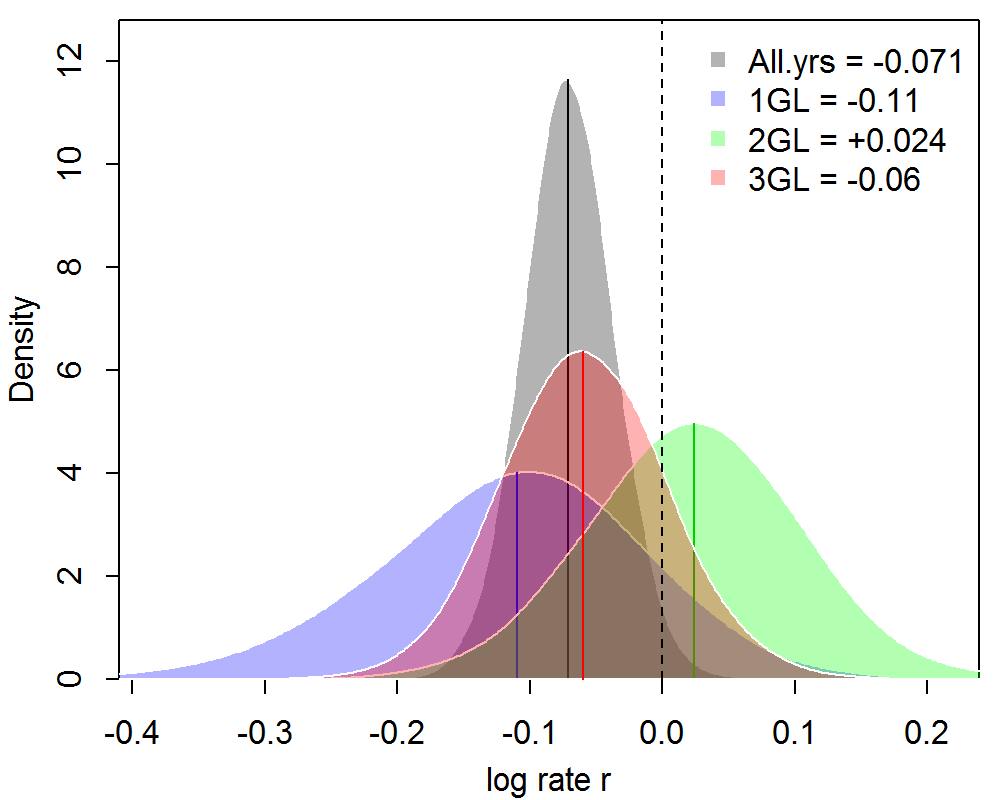 All.yrs = -0.071
1GL = -0.11
2GL = +0.024
3GL = -0.06
Density
12
10
8
6
4
2
0
-0.4 -0.3 -0.2 -0.1 0.0 0.1 0.2
log rate r